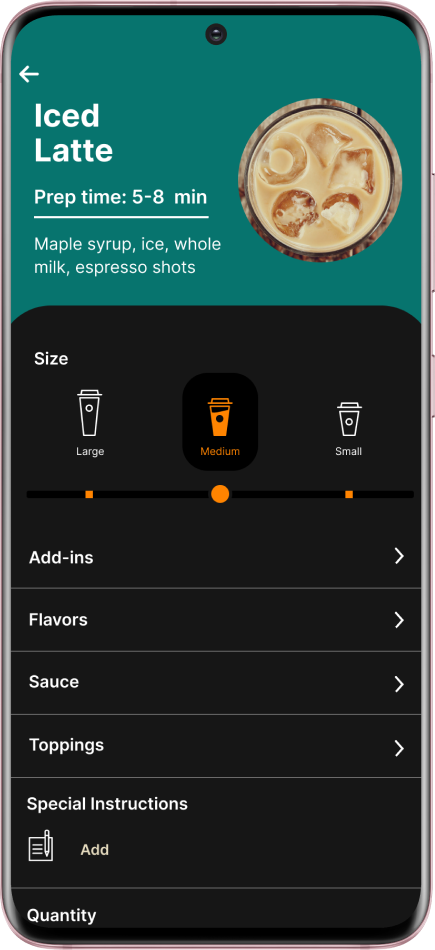 Iced
Latte
Prep time: 5-8 min
Maple syrup, ice, whole
milk, espresso shots
Size
Large
Medium
Small
Add-ins
Flavors
Sauce
Toppings
Special Instructions
Add
Quantity